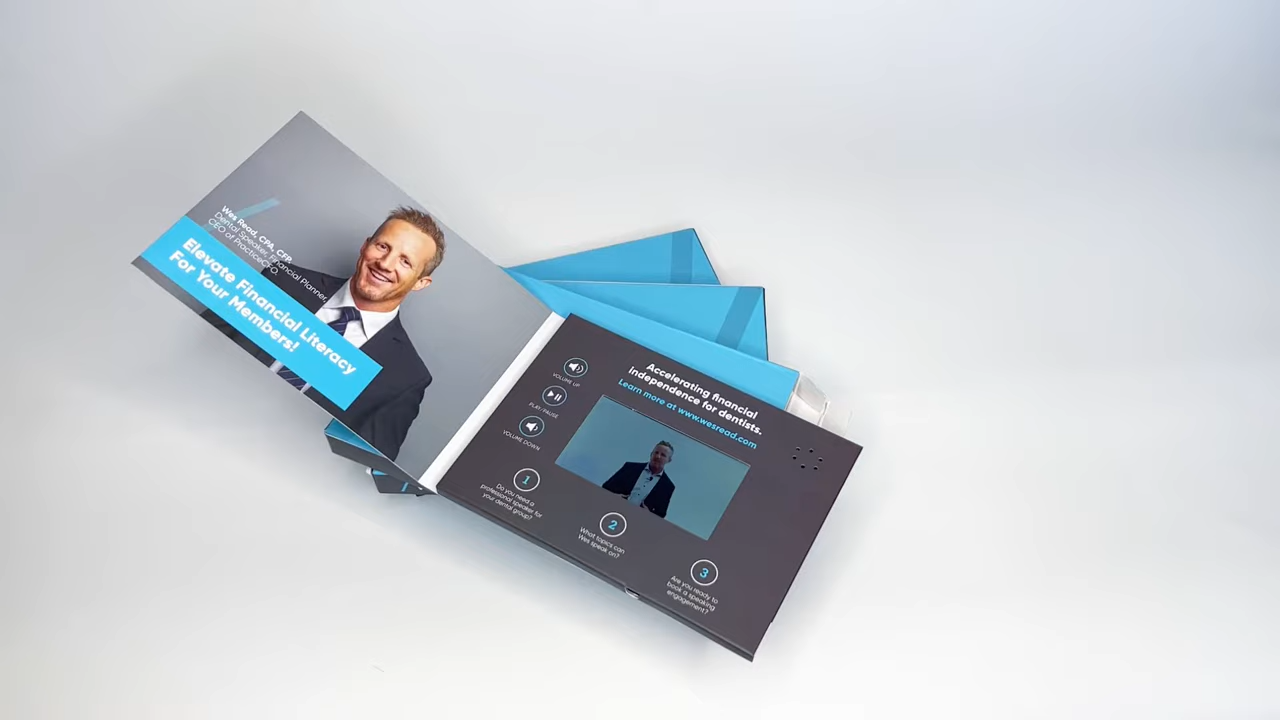 Wes Read, CPA, CFP
Dental Speaker, Financial Planner,
CEO of PracticeCFO.
Elevate Financial Literacy
For Your Members!
Accelerating financial
independence for dentists.
Learn more at www.wesread.com
VOLUME UP
PLAY/PAUSE
VOLUME DOWN
1
Do you need a
professional speaker for
your dental group?
2
What topics can
Wes speak on?
3
Are you ready to
book a speaking
engagement?